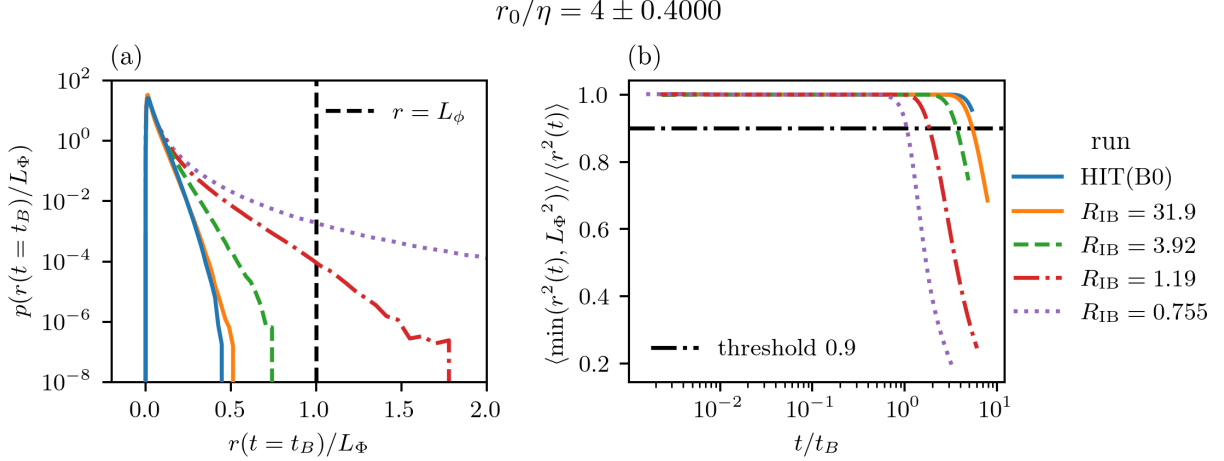 r₀/η = 4 ± 0.4000
(a)
p(r(t = t_B)/L_Φ)
10²
10⁰
10⁻²
10⁻⁴
10⁻⁶
10⁻⁸
r = L_ϕ
0.0 0.5 1.0 1.5 2.0
r(t = t_B)/L_Φ
(b)
⟨min(r²(t), L_Φ²)⟩/⟨r²(t)⟩
1.0
0.8
0.6
0.4
0.2
threshold 0.9
10⁻² 10⁻¹ 10⁰ 10¹
t/t_B
run
HIT(B0)
R_IB = 31.9
R_IB = 3.92
R_IB = 1.19
R_IB = 0.755